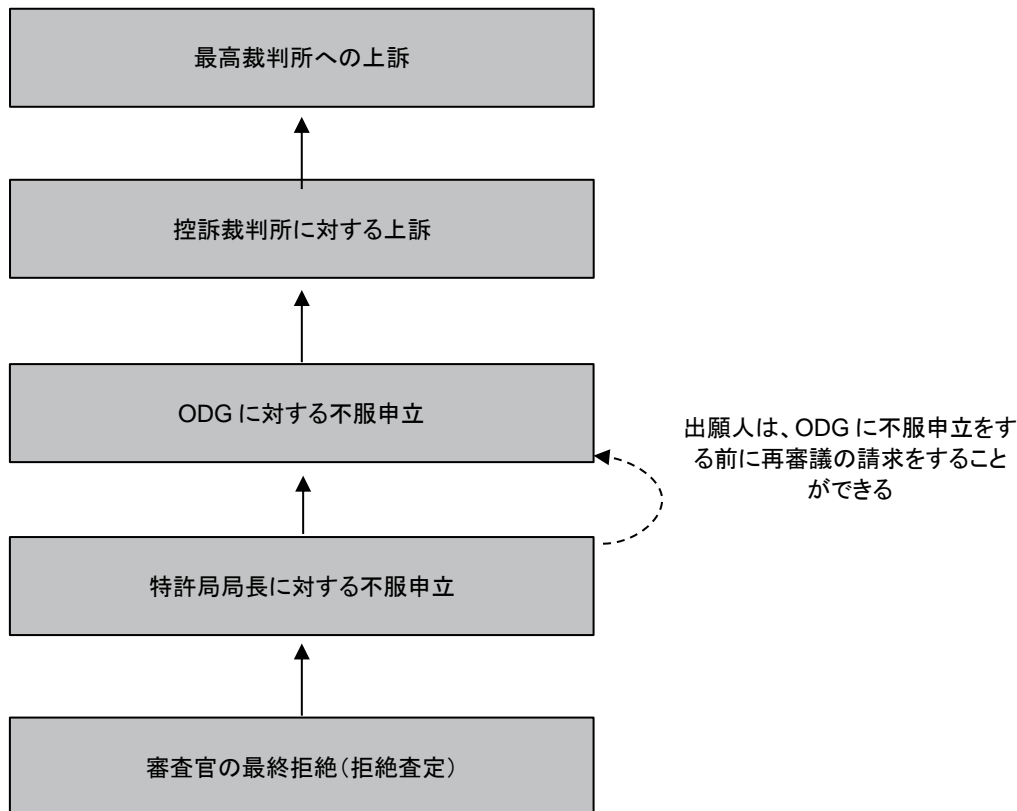 最高裁判所への上訴
控訴裁判所に対する上訴
ODG に対する不服申立
出願人は、ODG に不服申立をす
る前に再審議の請求をすること
ができる
特許局局長に対する不服申立
審査官の最終拒絶（拒絶査定）